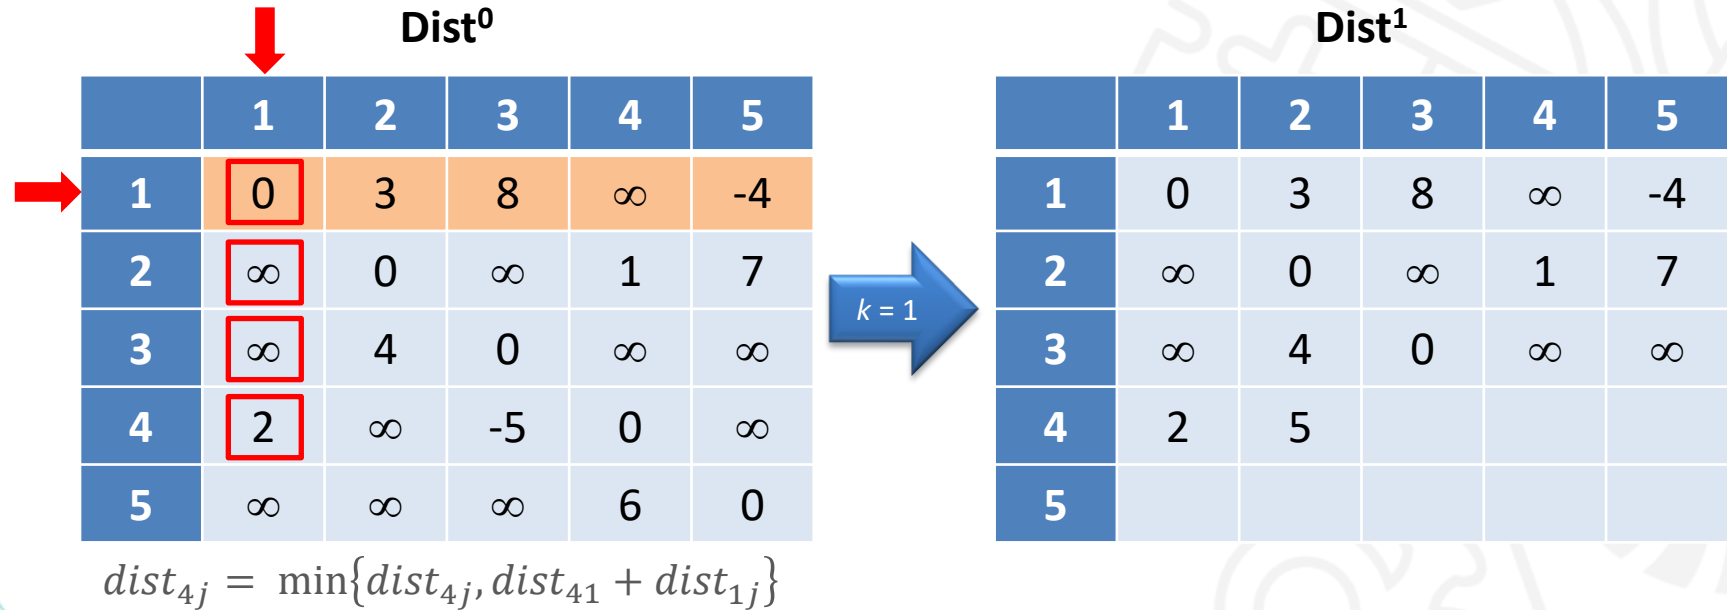 Dist⁰ Dist¹
1 2 3 4 5 1 2 3 4 5
1 0 3 8 ∞ -4 1 0 3 8 ∞ -4
2 ∞ 0 ∞ 1 7 2 ∞ 0 ∞ 1 7
k = 1
3 ∞ 4 0 ∞ ∞ 3 ∞ 4 0 ∞ ∞
4 2 ∞ -5 0 ∞ 4 2 5
5 ∞ ∞ ∞ 6 0 5
dist₄ⱼ = min{dist₄ⱼ, dist₄₁ + dist₁ⱼ}